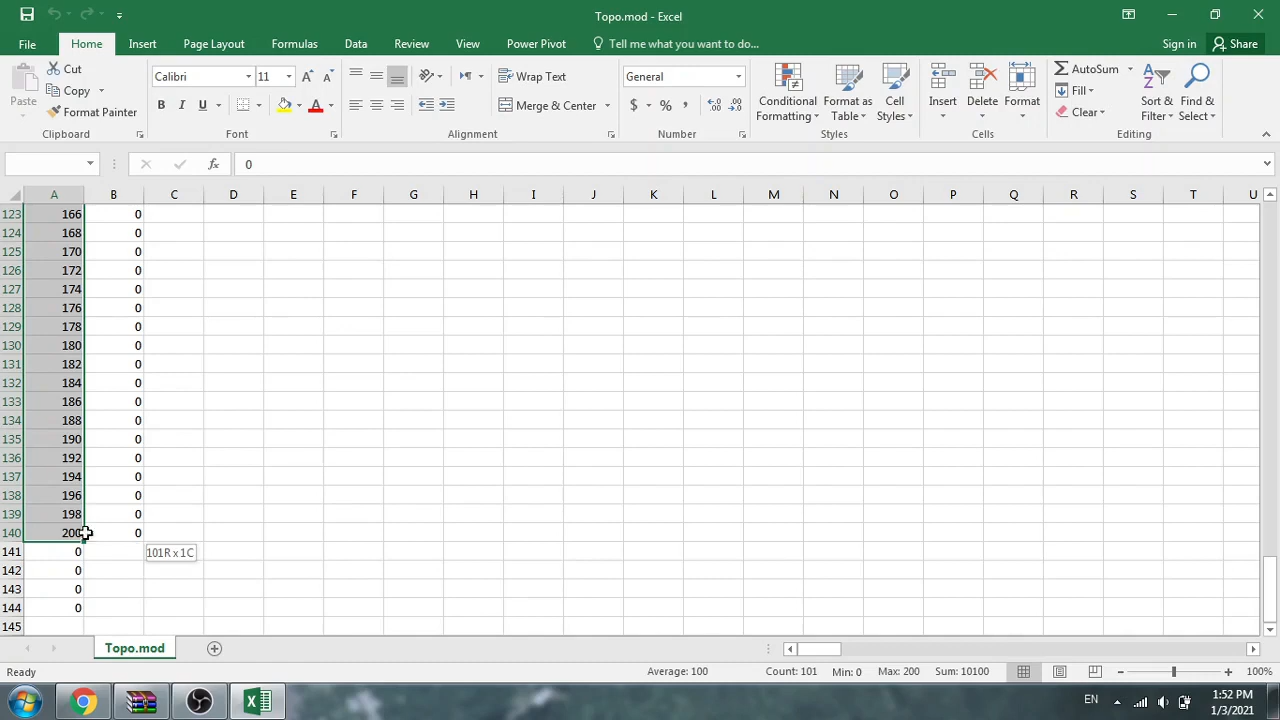 Topo.mod - Excel
File Home Insert Page Layout Formulas Data Review View Power Pivot Tell me what you want to do... Sign in Share
Cut
Copy
Format Painter
Paste
Clipboard
Calibri 11
B I U
Font
Wrap Text
Merge & Center
Alignment
General
$ % ,
Number
Conditional Formatting
Format as Table
Cell Styles
Styles
Insert Delete Format
Cells
AutoSum
Fill
Clear
Sort & Filter
Find & Select
Editing
fx 0
A B C D E F G H I J K L M N O P Q R S T U
123 166 0
124 168 0
125 170 0
126 172 0
127 174 0
128 176 0
129 178 0
130 180 0
131 182 0
132 184 0
133 186 0
134 188 0
135 190 0
136 192 0
137 194 0
138 196 0
139 198 0
140 200 0
141 0
101R x 1C
142 0
143 0
144 0
145
Topo.mod
Ready Average: 100 Count: 101 Min: 0 Max: 200 Sum: 10100 100%
EN 1:52 PM
1/3/2021